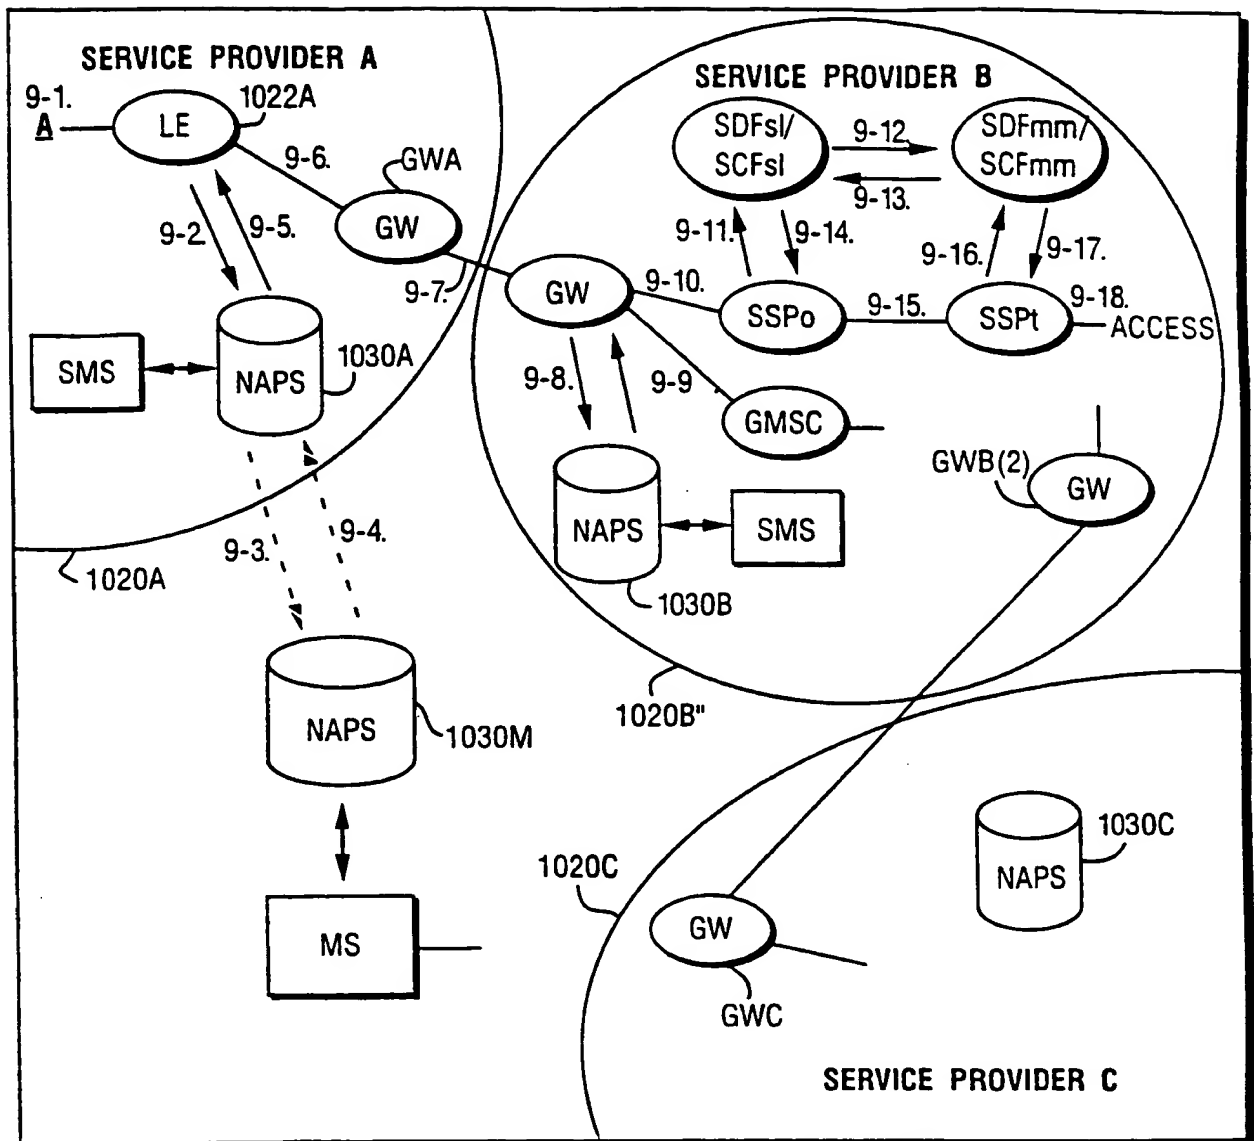 SERVICE PROVIDER A
9-1.
A
LE
1022A
9-6.
GWA
GW
9-2.
9-5.
9-7.
SMS
NAPS
1030A
9-3.
9-4.
1020A
NAPS
1030M
MS
SERVICE PROVIDER B
SDFsl/
SCFsl
9-12.
9-13.
SDFmm/
SCFmm
9-11.
9-14.
9-16.
9-17.
GW
9-10.
SSPo
9-15.
SSPt
9-18.
ACCESS
9-8.
9-9
GMSC
NAPS
SMS
1030B
GWB(2)
GW
1020B"
1020C
NAPS
1030C
GW
GWC
SERVICE PROVIDER C